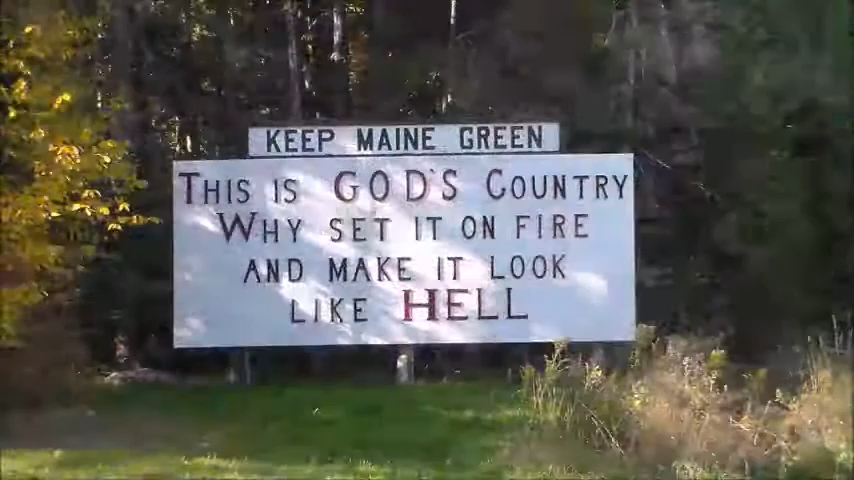 KEEP MAINE GREEN
THIS IS GOD'S COUNTRY
WHY SET IT ON FIRE
AND MAKE IT LOOK
LIKE HELL